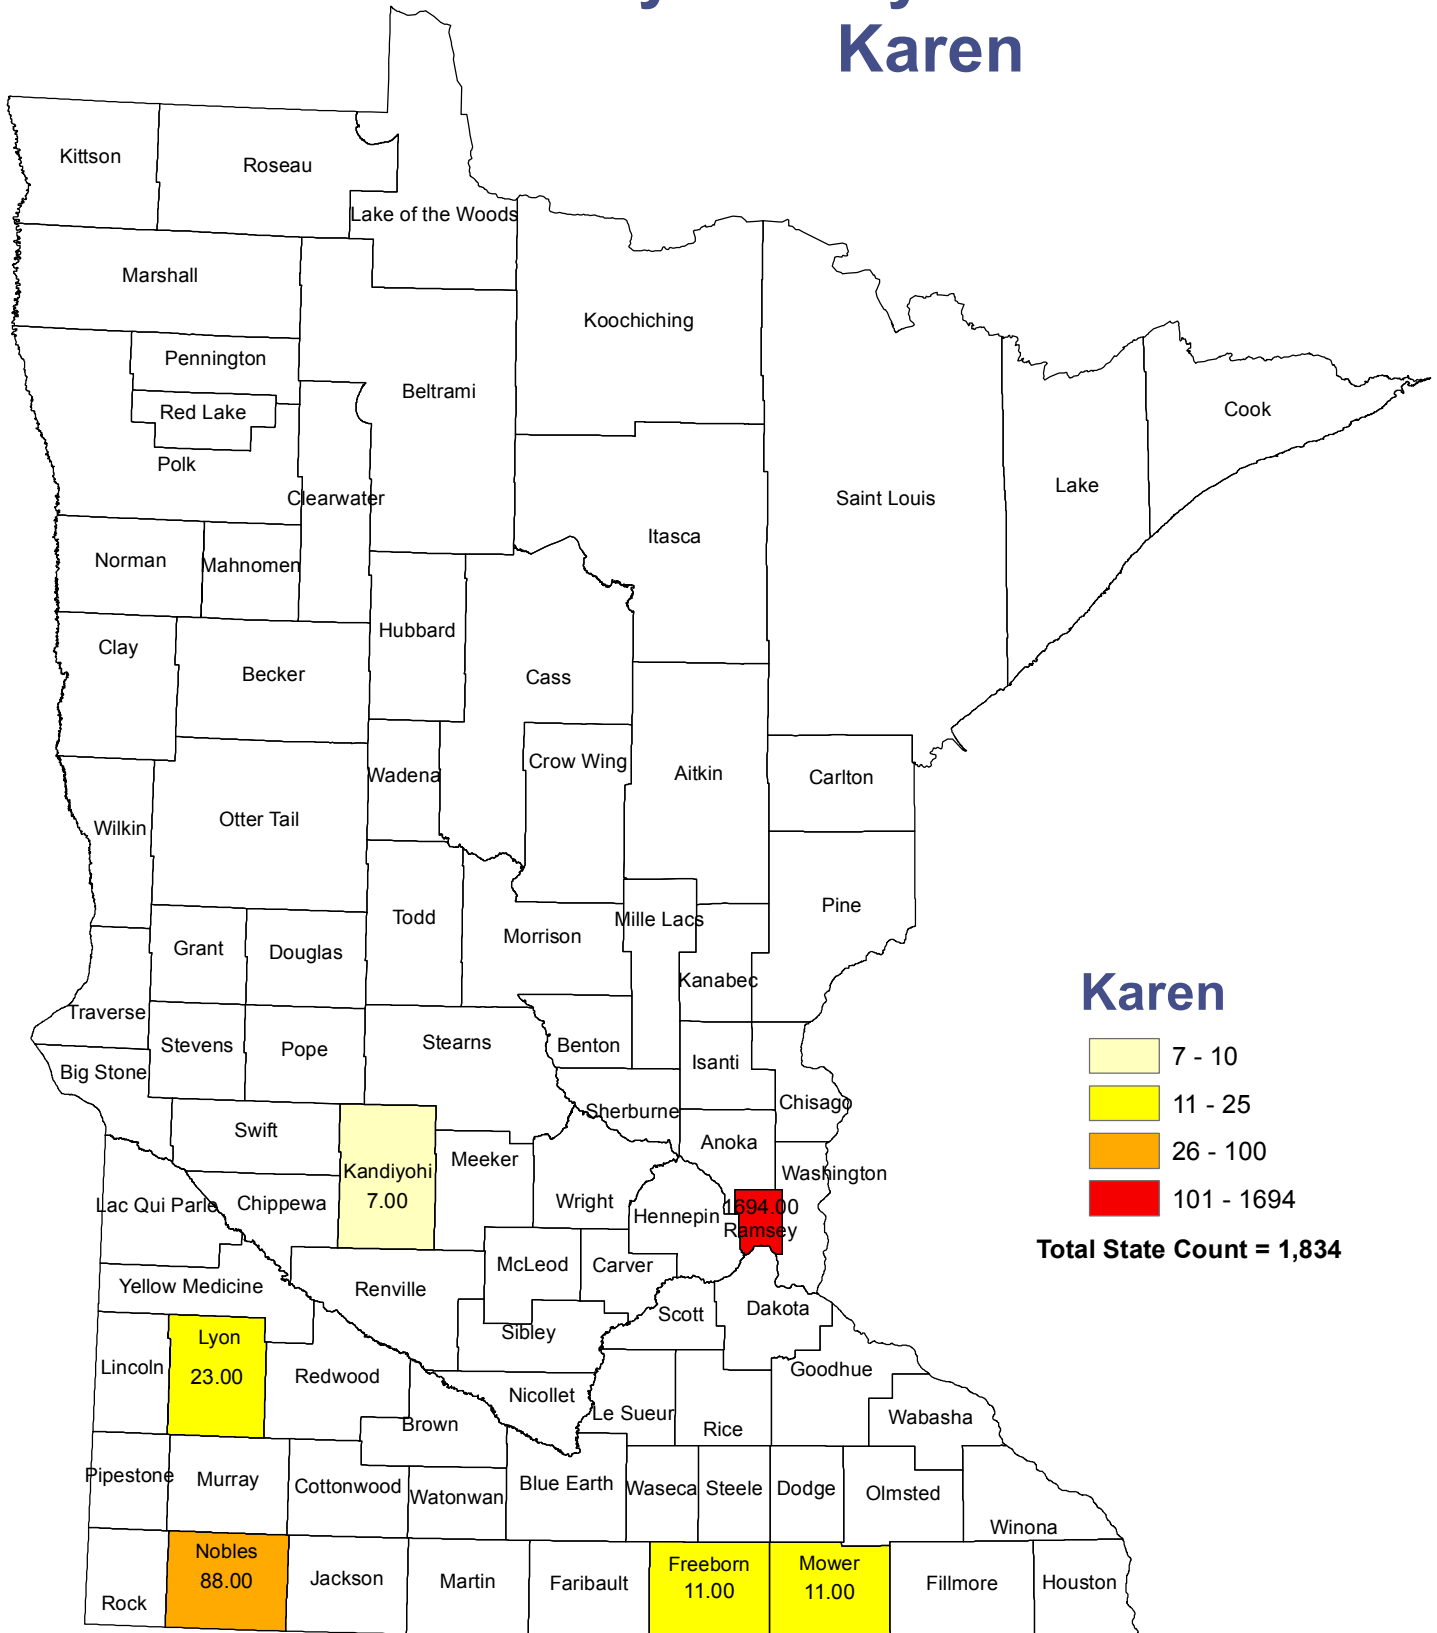 Karen
Kittson
Roseau
Lake of the Woods
Marshall
Koochiching
Pennington
Beltrami
Red Lake
Cook
Polk
Clearwater
Saint Louis
Lake
Itasca
Norman
Mahnomen
Hubbard
Clay
Becker
Cass
Crow Wing
Wadena
Aitkin
Carlton
Otter Tail
Wilkin
Todd
Mille Lacs
Pine
Morrison
Grant
Douglas
Kanabec
Karen
Traverse
Stevens
Pope
Stearns
Benton
7 - 10
Isanti
Big Stone
Chisago
11 - 25
Sherburne
Swift
Anoka
26 - 100
Meeker
Kandiyohi
7.00
Washington
Lac Qui Parle
Chippewa
Wright
Hennepin
1694.00
Ramsey
101 - 1694
Total State Count = 1,834
McLeod
Carver
Yellow Medicine
Renville
Scott
Dakota
Sibley
Lyon
23.00
Lincoln
Redwood
Goodhue
Nicollet
Le Sueur
Wabasha
Brown
Rice
Pipestone
Murray
Cottonwood
Watonwan
Blue Earth
Waseca
Steele
Dodge
Olmsted
Winona
Nobles
88.00
Rock
Jackson
Martin
Faribault
Freeborn
11.00
Mower
11.00
Fillmore
Houston